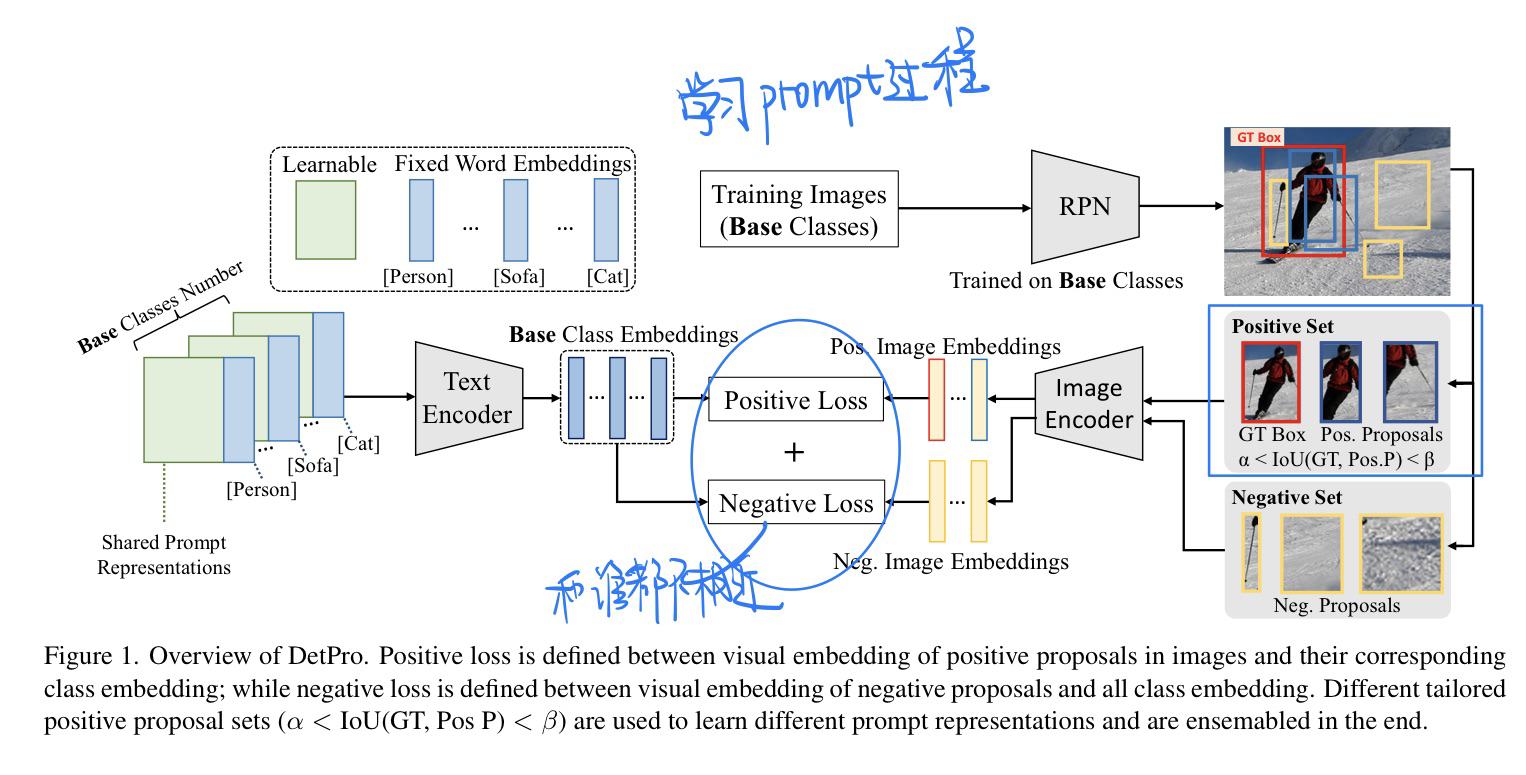 学习prompt过程
GT Box
Learnable
Fixed Word Embeddings
...
...
[Person]
[Sofa]
[Cat]
Training Images
(Base Classes)
RPN
Trained on Base Classes
Base Classes Number
...
...
[Person]
[Sofa]
[Cat]
Shared Prompt
Representations
Text
Encoder
Base Class Embeddings
...
...
Positive Loss
+
Negative Loss
Pos. Image Embeddings
...
...
Neg. Image Embeddings
Image
Encoder
Positive Set
GT Box
Pos. Proposals
α < IoU(GT, Pos.P) < β
Negative Set
Neg. Proposals
和谁都不相近
Figure 1. Overview of DetPro. Positive loss is defined between visual embedding of positive proposals in images and their corresponding
class embedding; while negative loss is defined between visual embedding of negative proposals and all class embedding. Different tailored
positive proposal sets (α < IoU(GT, Pos P) < β) are used to learn different prompt representations and are ensemabled in the end.